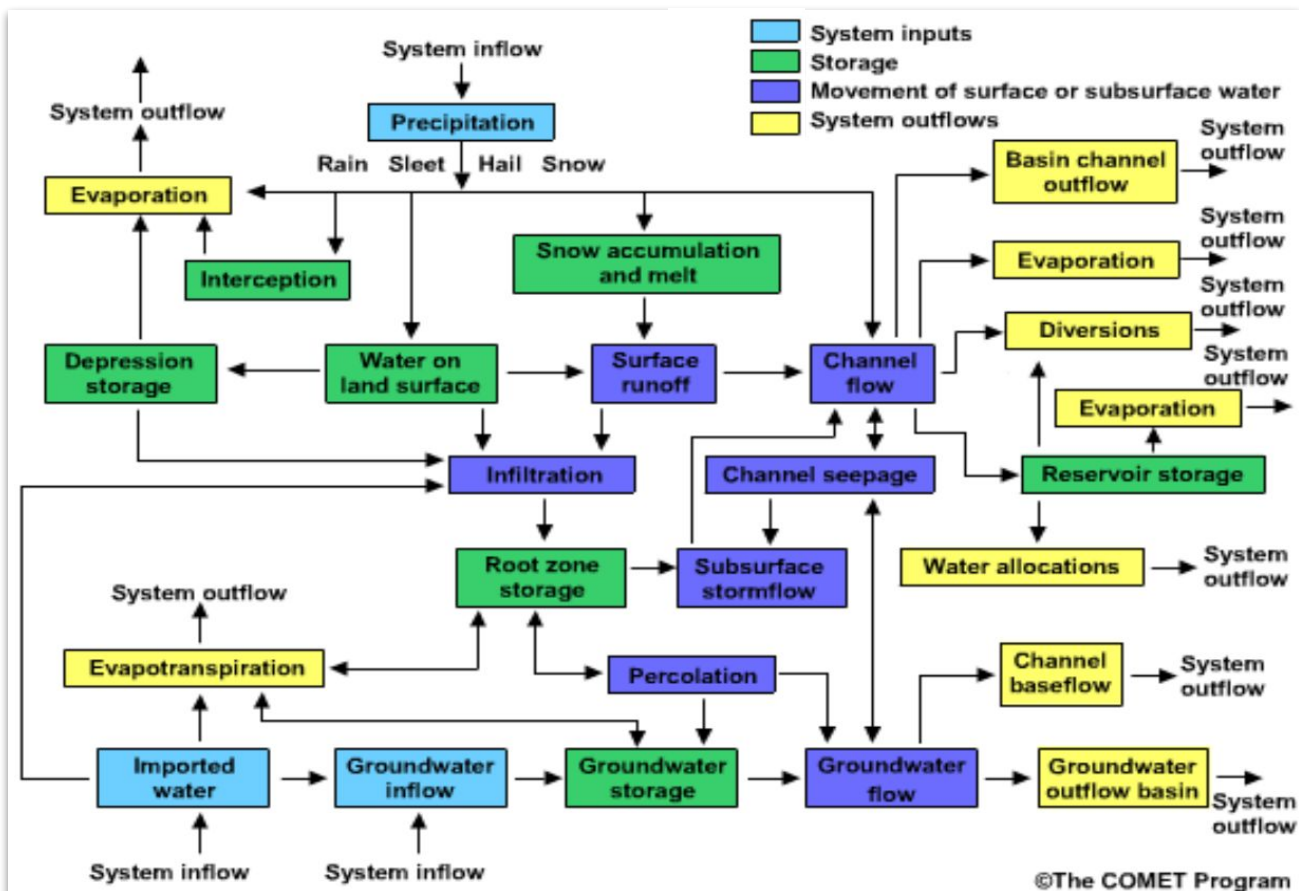 System inflow
System inputs
Storage
Movement of surface or subsurface water
System outflows
System outflow
Precipitation
Rain Sleet Hail Snow
Evaporation
Interception
Snow accumulation
and melt
Basin channel
outflow
System
outflow
Evaporation
System
outflow
Diversions
System
outflow
Depression
storage
Water on
land surface
Surface
runoff
Channel
flow
System
outflow
Evaporation
Infiltration
Channel seepage
Reservoir storage
Root zone
storage
Subsurface
stormflow
Water allocations
System
outflow
System outflow
Evapotranspiration
Percolation
Channel
baseflow
System
outflow
Imported
water
Groundwater
inflow
Groundwater
storage
Groundwater
flow
Groundwater
outflow basin
System
outflow
System inflow
System inflow
©The COMET Program